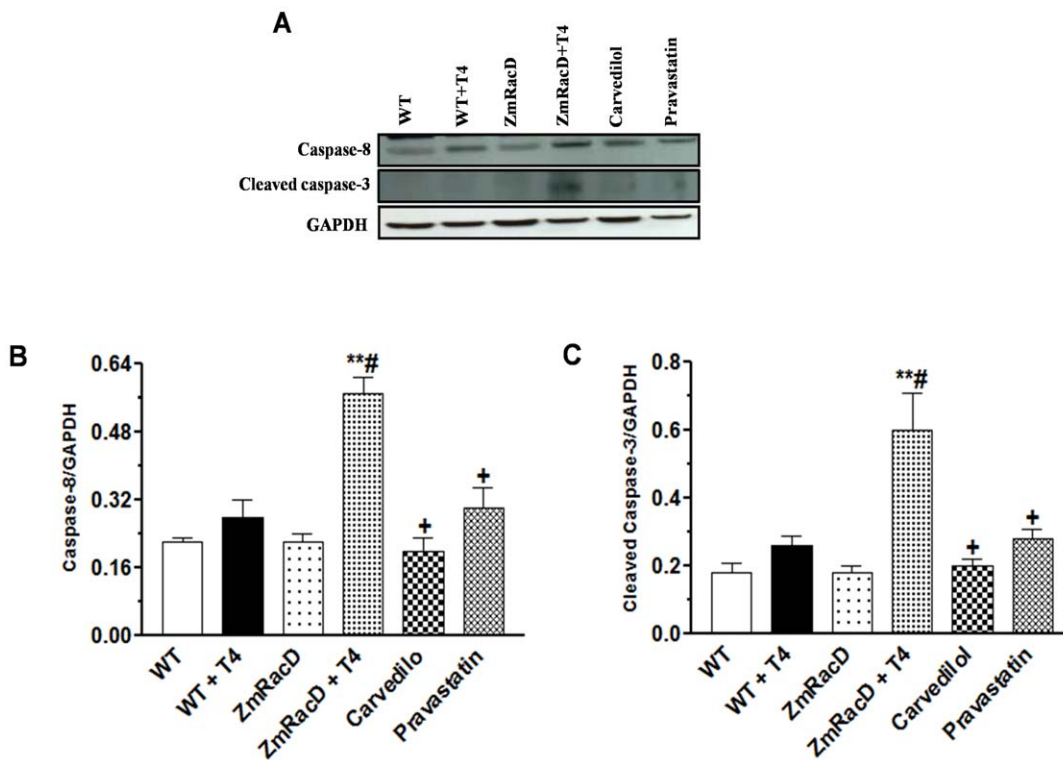 A
WT
WT+T4
ZmRacD
ZmRacD+T4
Carvedilol
Pravastatin
Caspase-8
Cleaved caspase-3
GAPDH
B
Caspase-8/GAPDH
0.64
0.48
0.32
0.16
0.00
**#
+
+
WT
WT + T4
ZmRacD
ZmRacD + T4
Carvedilo
Pravastatin
C
Cleaved Caspase-3/GAPDH
0.8
0.6
0.4
0.2
0.0
**#
+
+
WT
WT + T4
ZmRacD
ZmRacD + T4
Carvedilol
Pravastatin